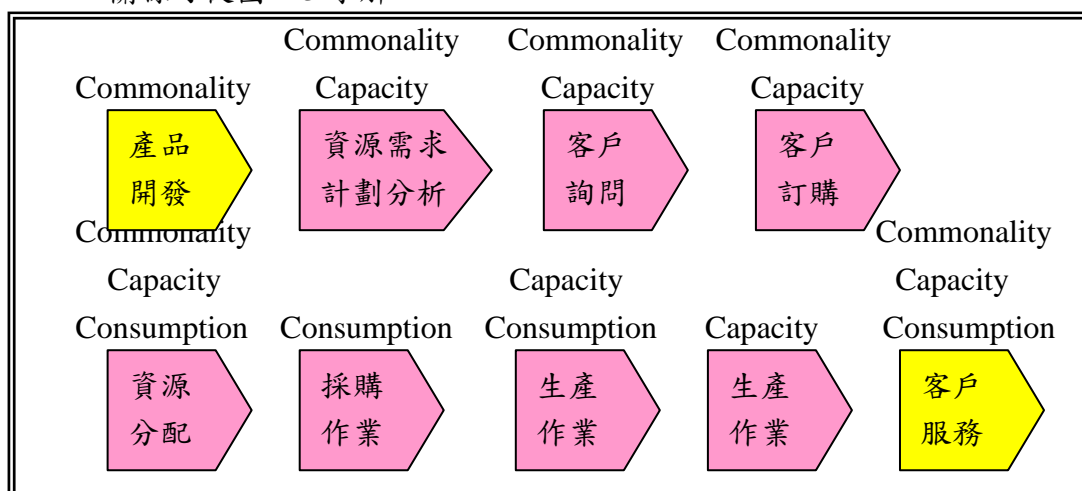 Commonality Commonality Commonality
Commonality Capacity Capacity Capacity
產品 資源需求 客戶 客戶
開發 計劃分析 詢問 訂購
Commonality Commonality
Capacity Capacity Capacity
Consumption Consumption Consumption Capacity Consumption
資源 採購 生產 生產 客戶
分配 作業 作業 作業 服務